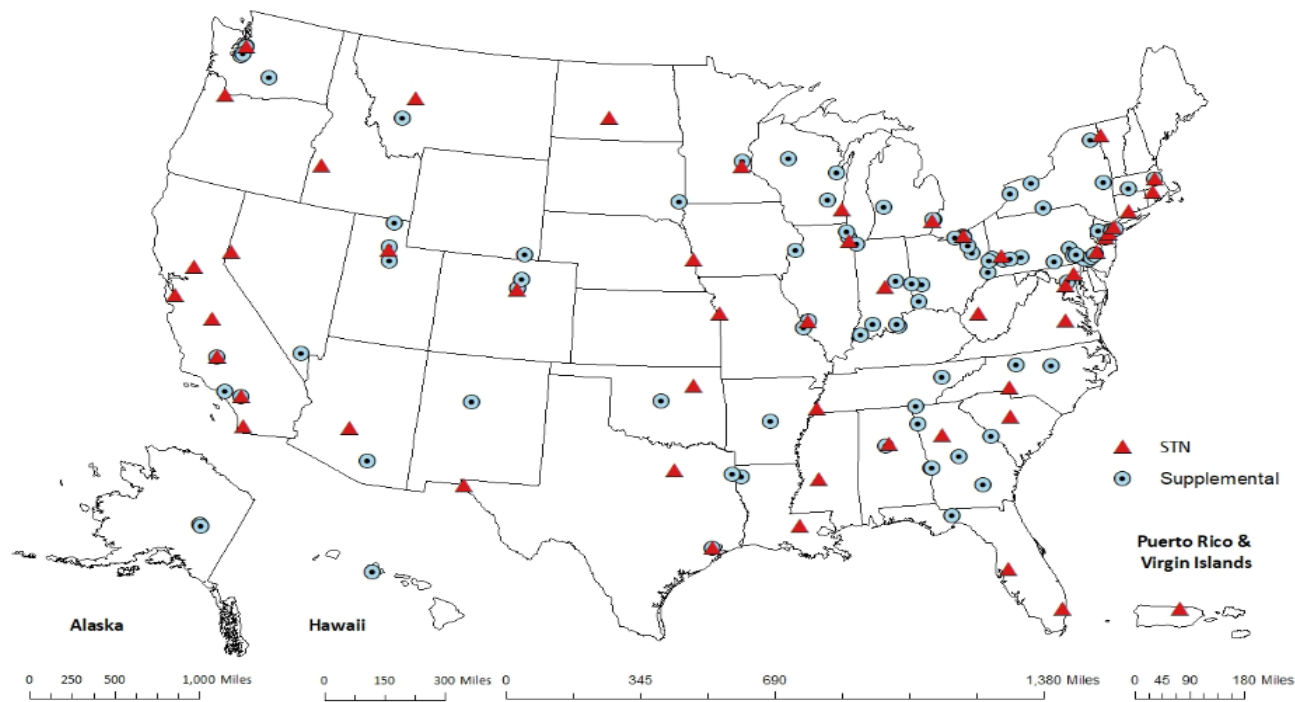 STN
Supplemental
Puerto Rico &
Virgin Islands
Alaska
Hawaii
0 250 500 1,000 Miles
0 150 300 Miles
0 345 690 1,380 Miles
0 45 90 180 Miles